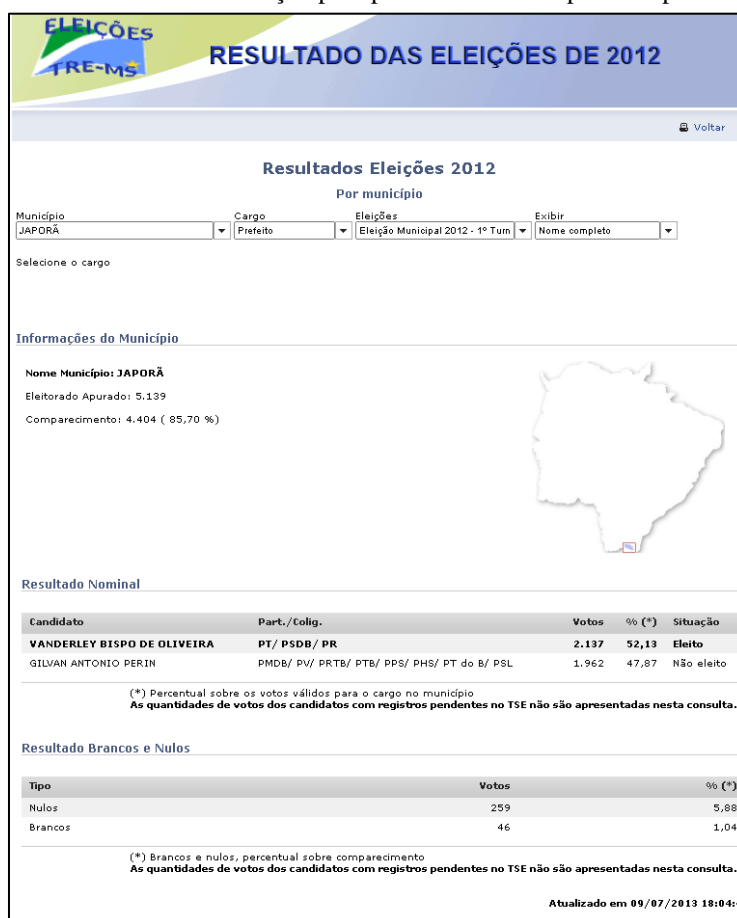 ELEIÇÕES
TRE-MS
RESULTADO DAS ELEIÇÕES DE 2012
Voltar
Resultados Eleições 2012
Por município
Município Cargo Eleições Exibir
JAPORÃ Prefeito Eleição Municipal 2012 - 1º Turn Nome completo
Selecione o cargo
Informações do Município
Nome Município: JAPORÃ
Eleitorado Apurado: 5.139
Comparecimento: 4.404 ( 85,70 %)
Resultado Nominal
Candidato Part./Colig. Votos % (*) Situação
VANDERLEY BISPO DE OLIVEIRA PT/ PSDB/ PR 2.137 52,13 Eleito
GILVAN ANTONIO PERIN PMDB/ PV/ PRTB/ PTB/ PPS/ PHS/ PT do B/ PSL 1.962 47,87 Não eleito
(*) Percentual sobre os votos válidos para o cargo no município
As quantidades de votos dos candidatos com registros pendentes no TSE não são apresentadas nesta consulta.
Resultado Brancos e Nulos
Tipo Votos % (*)
Nulos 259 5,88
Brancos 46 1,04
(*) Brancos e nulos, percentual sobre comparecimento
As quantidades de votos dos candidatos com registros pendentes no TSE não são apresentadas nesta consulta.
Atualizado em 09/07/2013 18:04: